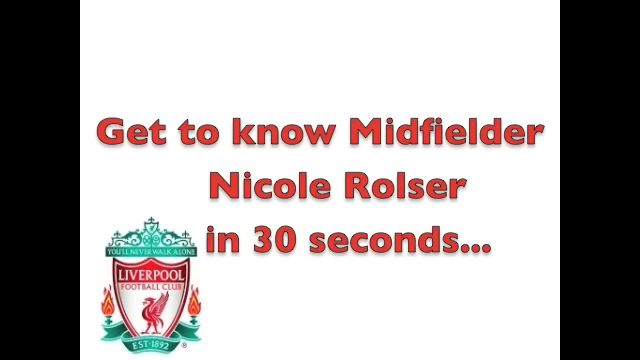 Get to know Midfielder
Nicole Rolser
in 30 seconds...
YOU'LL NEVER WALK ALONE
LIVERPOOL
FOOTBALL CLUB
EST·1892
®